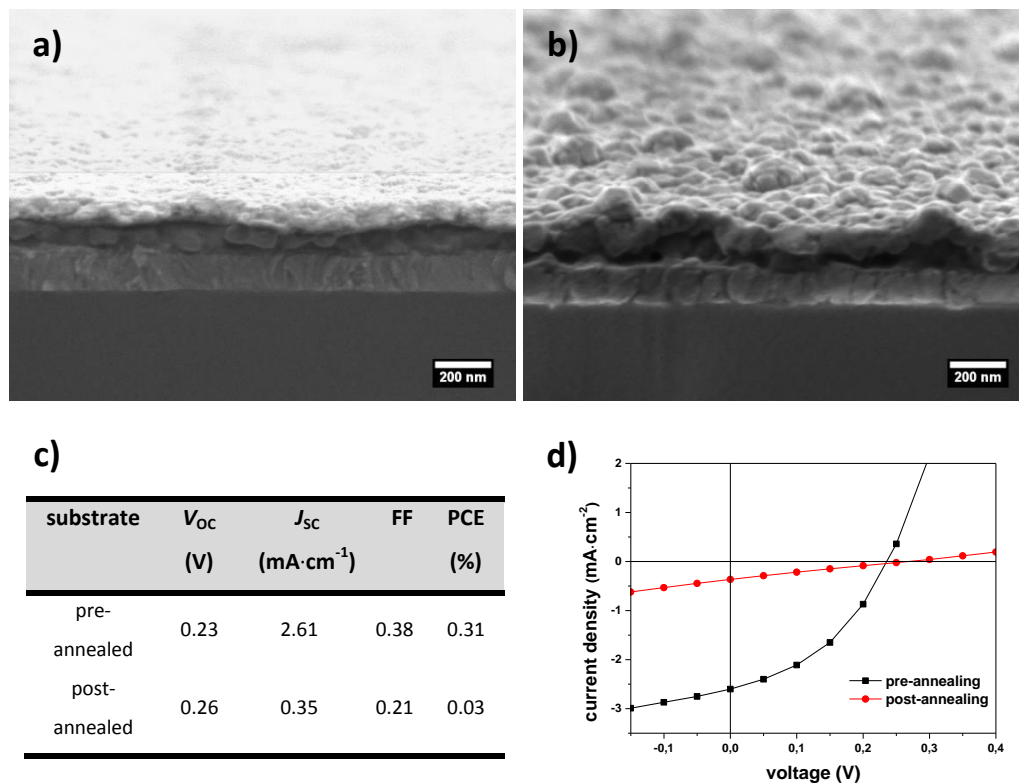 a)
200 nm
b)
200 nm
c)
substrate VOC JSC FF PCE
(V) (mA·cm-1) (%)
pre-
annealed 0.23 2.61 0.38 0.31
post-
annealed 0.26 0.35 0.21 0.03
d)
current density (mA·cm-2)
2
1
0
-1
-2
-3
pre-annealing
post-annealing
-0,1 0,0 0,1 0,2 0,3 0,4
voltage (V)